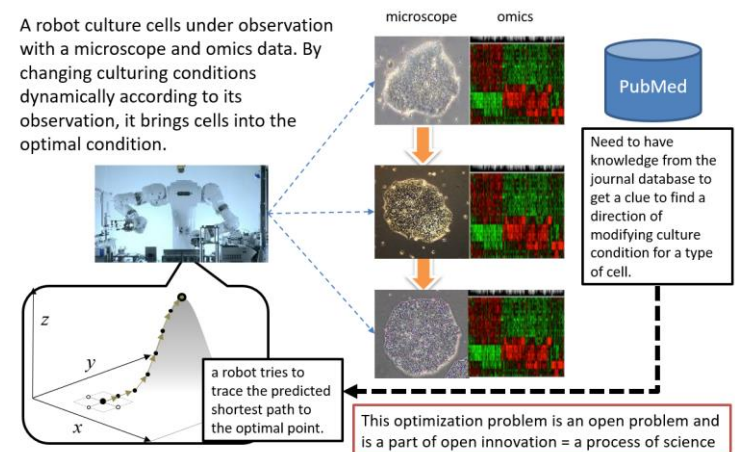 A robot culture cells under observation
with a microscope and omics data. By
changing culturing conditions
dynamically according to its
observation, it brings cells into the
optimal condition.
microscope
omics
PubMed
Need to have
knowledge from the
journal database to
get a clue to find a
direction of
modifying culture
condition for a type
of cell.
z
y
x
a robot tries to
trace the predicted
shortest path to
the optimal point.
This optimization problem is an open problem and
is a part of open innovation = a process of science